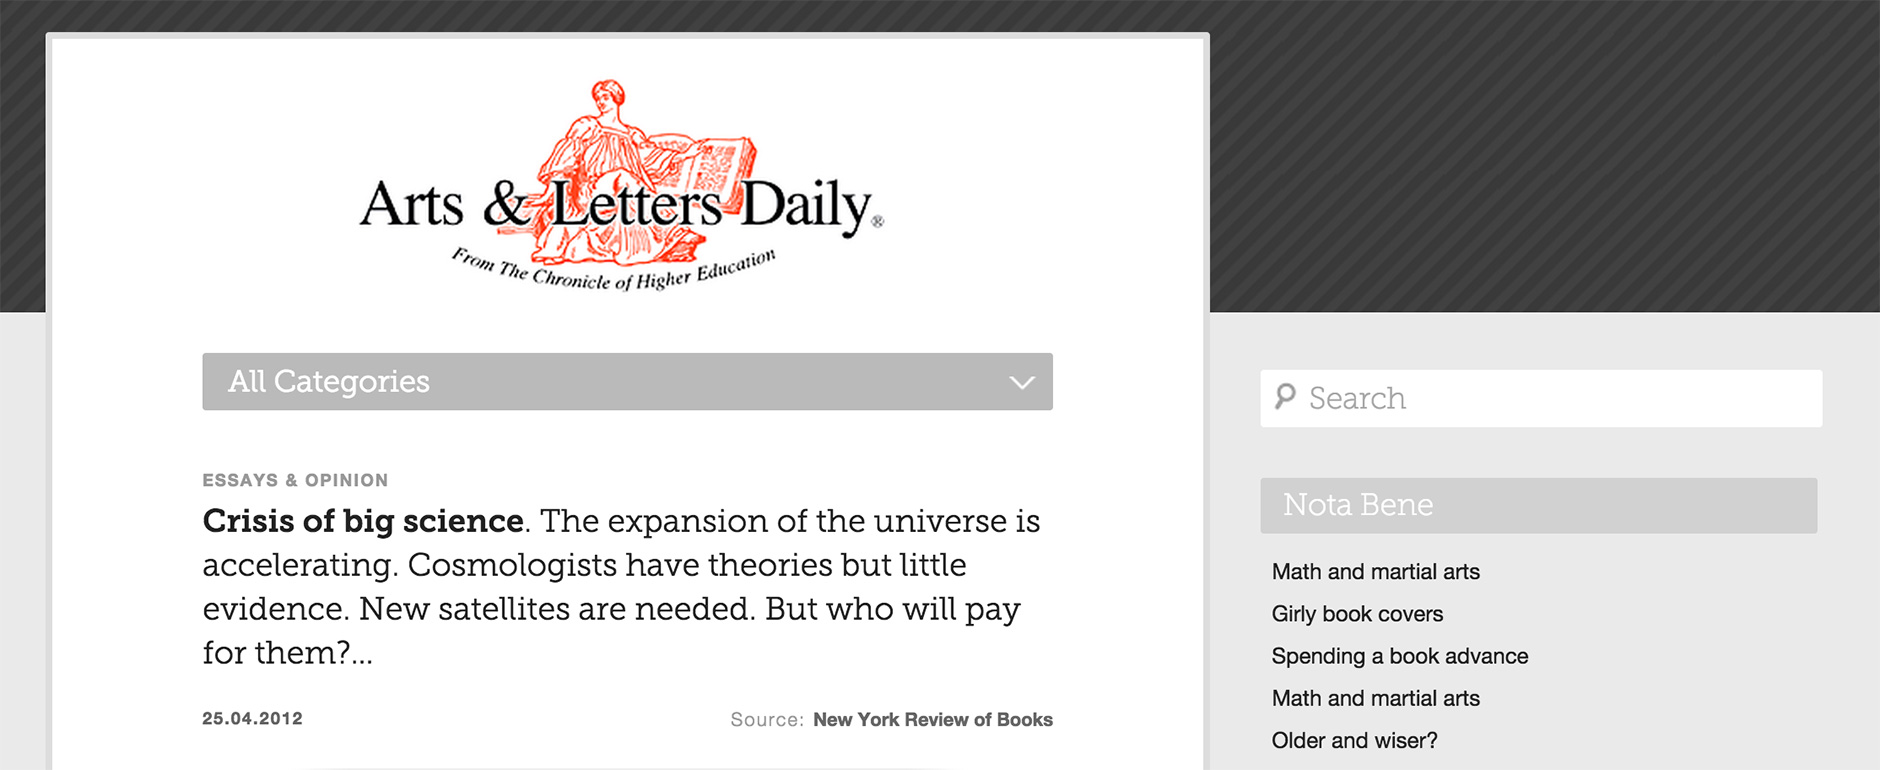 Arts & Letters Daily®
From The Chronicle of Higher Education
All Categories
ESSAYS & OPINION
Crisis of big science. The expansion of the universe is
accelerating. Cosmologists have theories but little
evidence. New satellites are needed. But who will pay
for them?...
25.04.2012
Source: New York Review of Books
Search
Nota Bene
Math and martial arts
Girly book covers
Spending a book advance
Math and martial arts
Older and wiser?